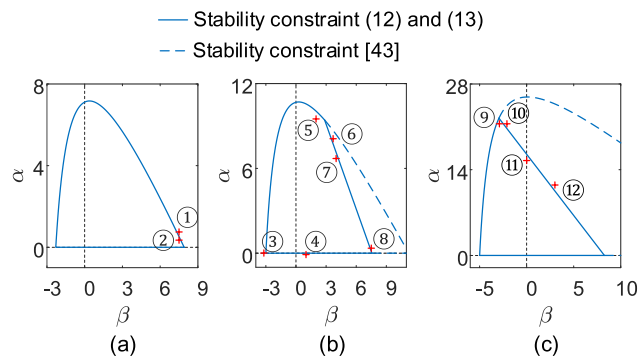 Stability constraint (12) and (13)
Stability constraint [43]
8
4
0
α
-3 0 3 6 9
β
(a)
1
2
12
6
0
α
-3 0 3 6 9
β
(b)
3
4
5
6
7
8
28
14
0
α
-5 0 5 10
β
(c)
9
10
11
12